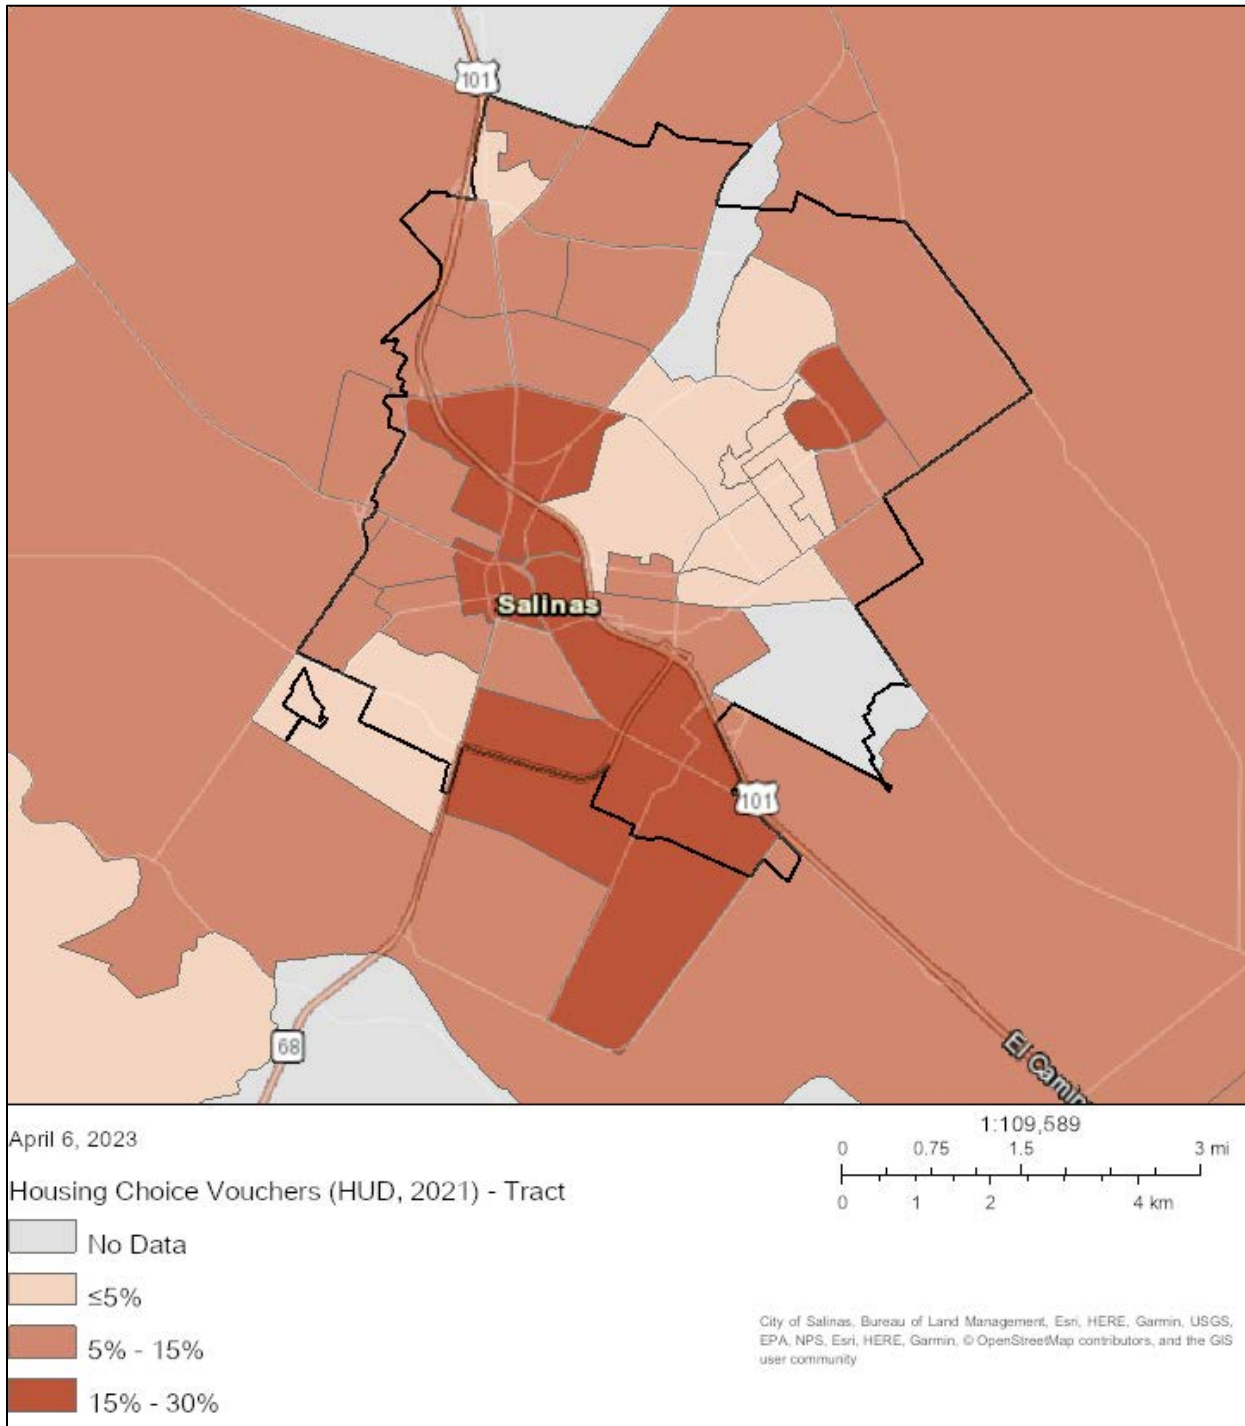 101
Salinas
101
68
El Camin
April 6, 2023
Housing Choice Vouchers (HUD, 2021) - Tract
No Data
≤5%
5% - 15%
15% - 30%
1:109,589
0 0.75 1.5 3 mi
0 1 2 4 km
City of Salinas, Bureau of Land Management, Esri, HERE, Garmin, USGS,
EPA, NPS, Esri, HERE, Garmin, © OpenStreetMap contributors, and the GIS
user community